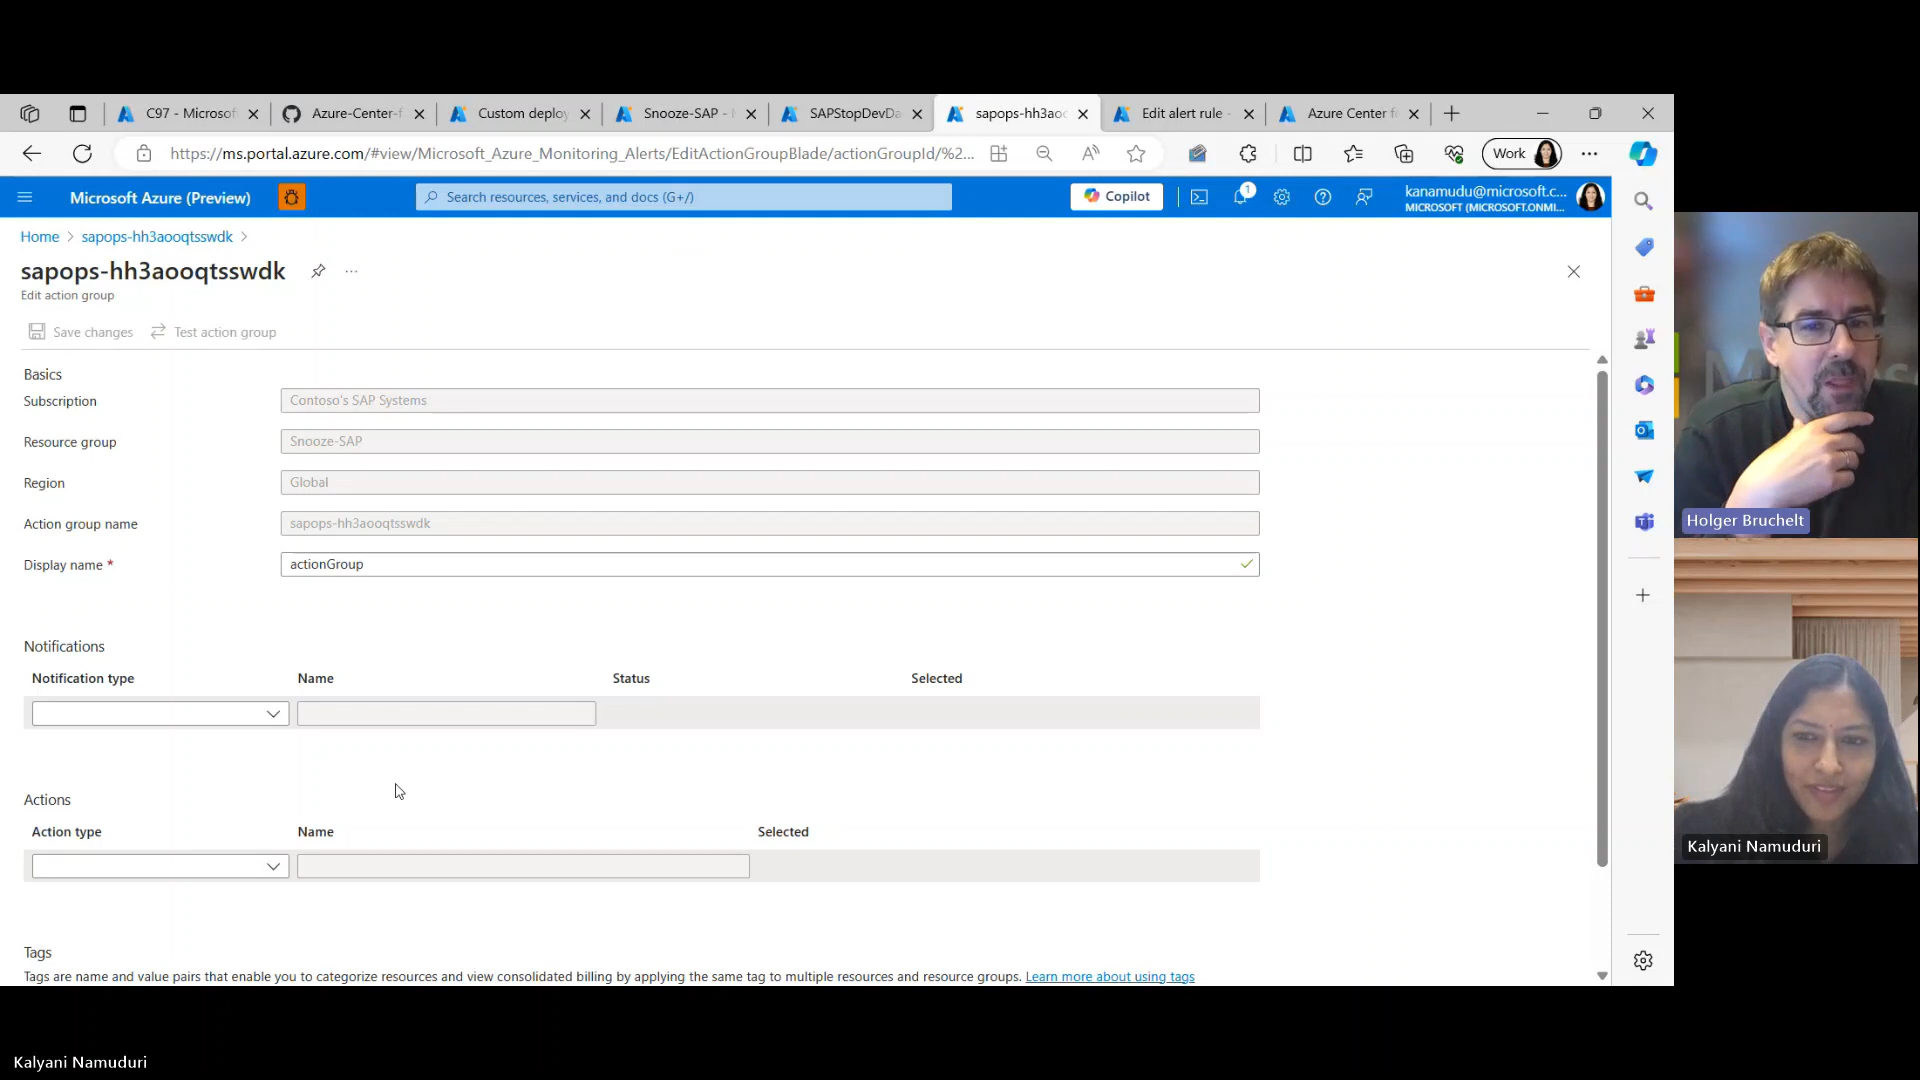 C97 - Microsof
Azure-Center-f
Custom deploy
Snooze-SAP -
SAPStopDevDa
sapops-hh3aoo
Edit alert rule -
Azure Center f
https://ms.portal.azure.com/#view/Microsoft_Azure_Monitoring_Alerts/EditActionGroupBlade/actionGroupId/%2...
Work
Microsoft Azure (Preview)
Search resources, services, and docs (G+/)
Copilot
1
kanamudu@microsoft.c...
MICROSOFT (MICROSOFT.ONMI...
Home > sapops-hh3aooqtsswdk >
sapops-hh3aooqtsswdk
Edit action group
Save changes
Test action group
Basics
Subscription
Contoso's SAP Systems
Resource group
Snooze-SAP
Region
Global
Action group name
sapops-hh3aooqtsswdk
Display name *
actionGroup
Notifications
Notification type
Name
Status
Selected
Actions
Action type
Name
Selected
Tags
Tags are name and value pairs that enable you to categorize resources and view consolidated billing by applying the same tag to multiple resources and resource groups. Learn more about using tags
Holger Bruchelt
Kalyani Namuduri
Kalyani Namuduri